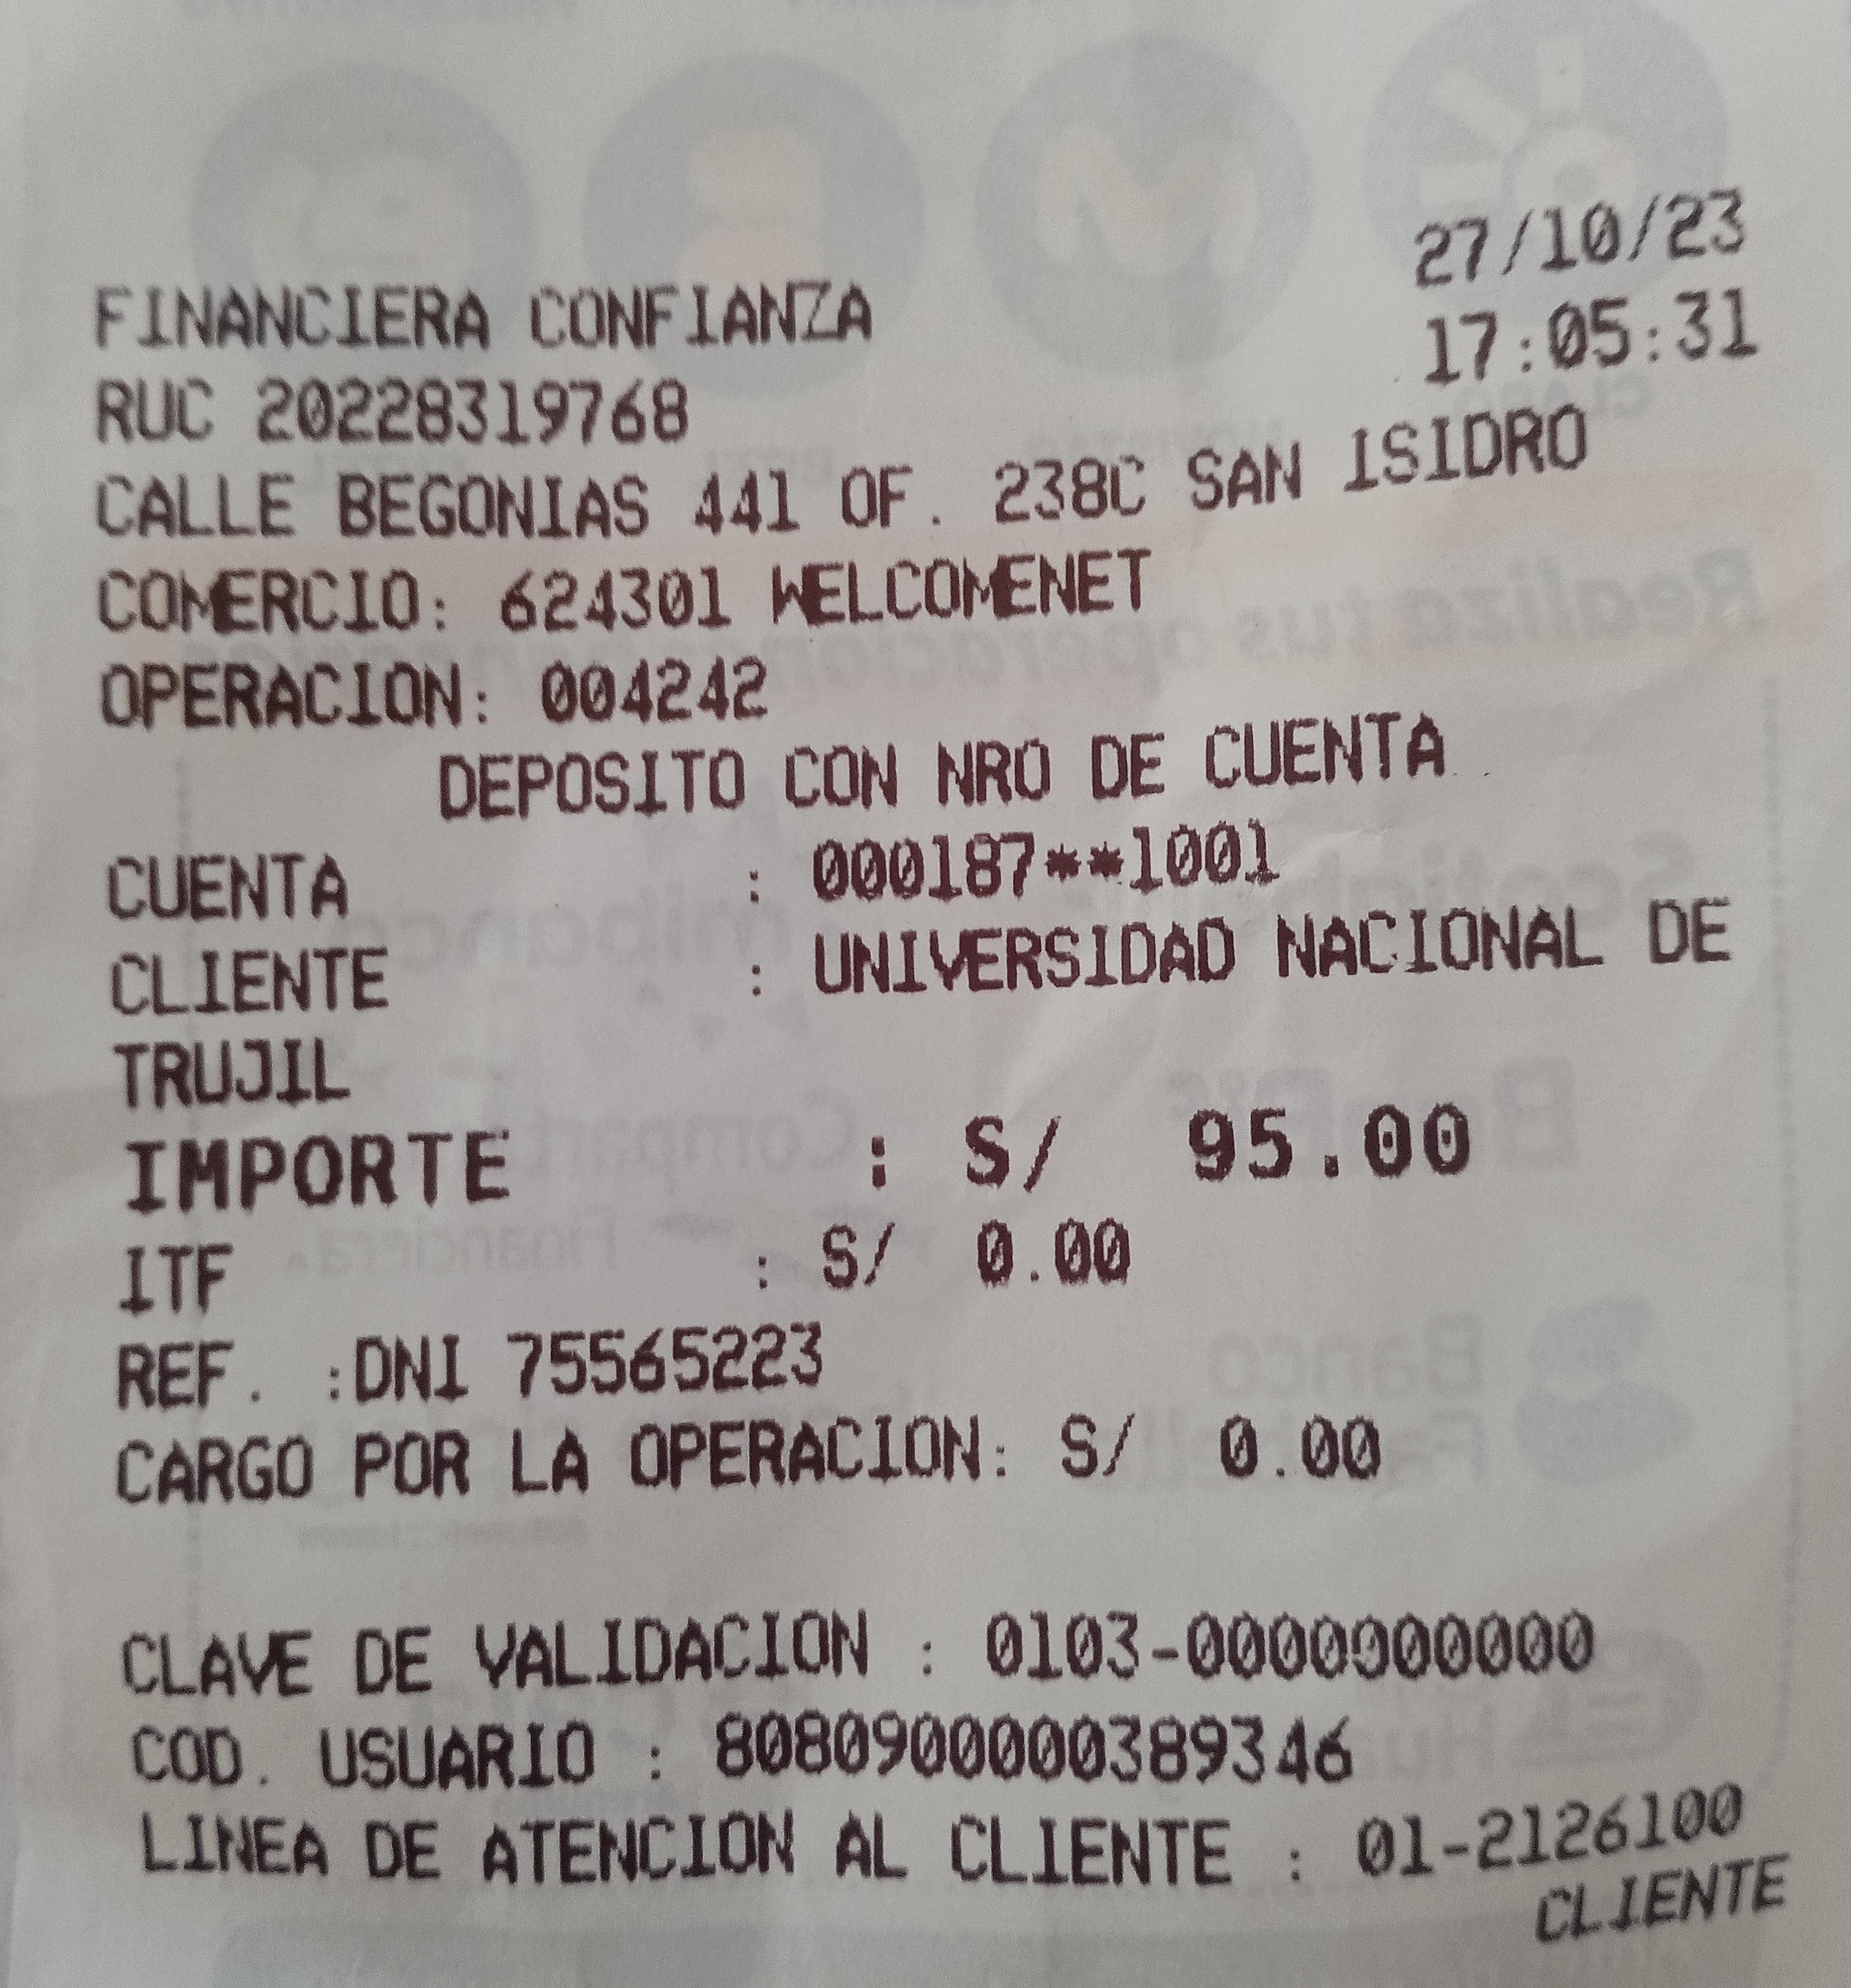 27/10/23
FINANCIERA CONFIANZA 17:05:31
RUC 20228319768
CALLE BEGONIAS 441 OF. 238C SAN ISIDRO
COMERCIO: 624301 WELCOMENET
OPERACION: 004242
DEPOSITO CON NRO DE CUENTA
CUENTA : 000187**1001
CLIENTE : UNIVERSIDAD NACIONAL DE
TRUJIL
IMPORTE : S/ 95.00
ITF : S/ 0.00
REF. :DNI 75565223
CARGO POR LA OPERACION: S/ 0.00
CLAVE DE VALIDACION : 0103-0000000000
COD. USUARIO : 8080900000389346
LINEA DE ATENCION AL CLIENTE : 01-2126100
CLIENTE